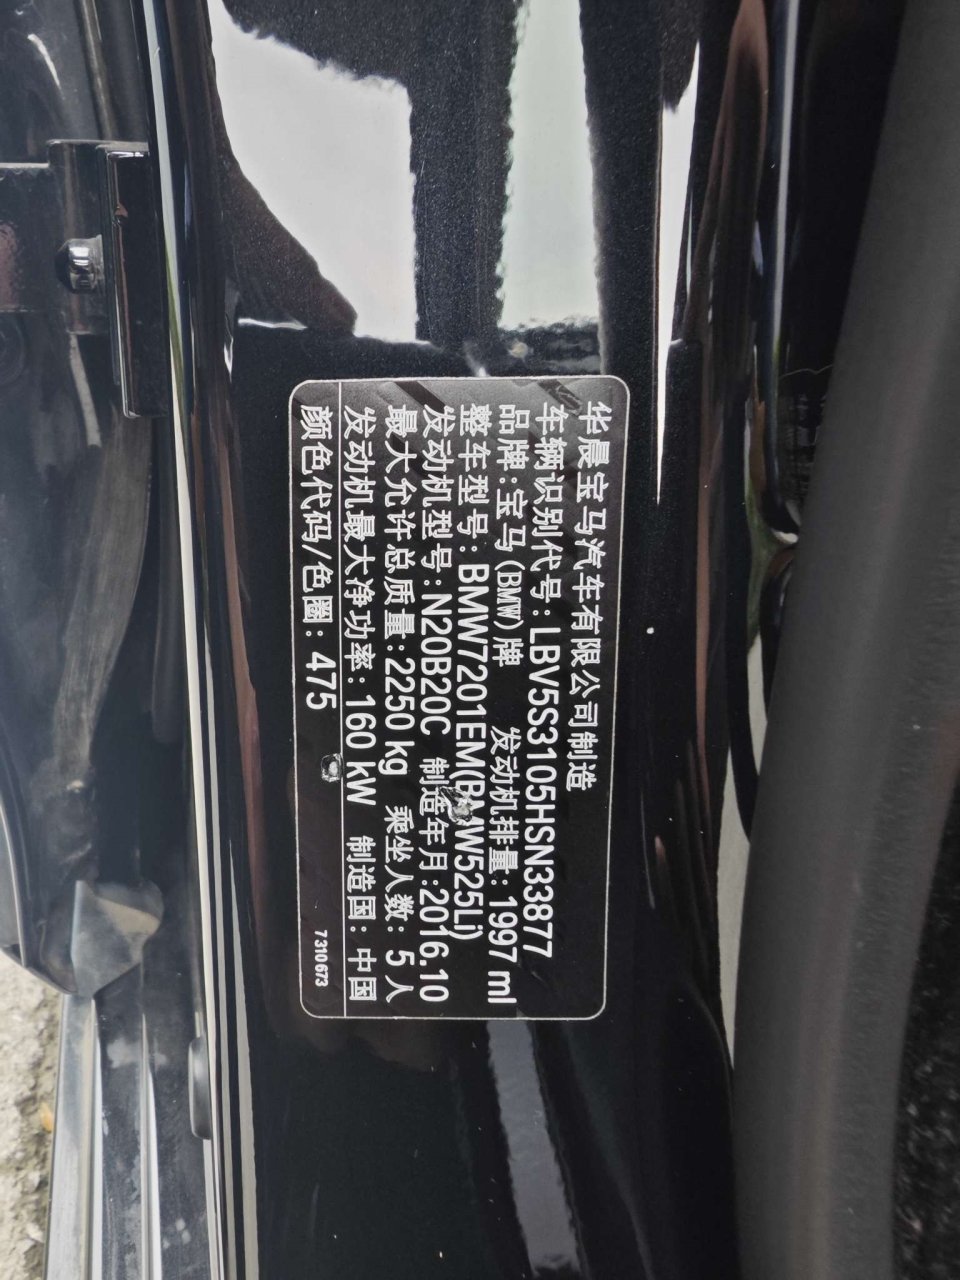 华晨宝马汽车有限公司制造
车辆识别代号:LBV5S3105HSN33877
品牌:宝马(BMW)牌 发动机排量:1997 ml
整车型号:BMW7201EM(BMW525Li)
发动机型号:N20B20C 制造年月:2016.10
最大允许总质量:2250 kg 乘坐人数: 5 人
发动机最大净功率:160 kW 制造国: 中国
颜色代码/色圈: 475
7310673